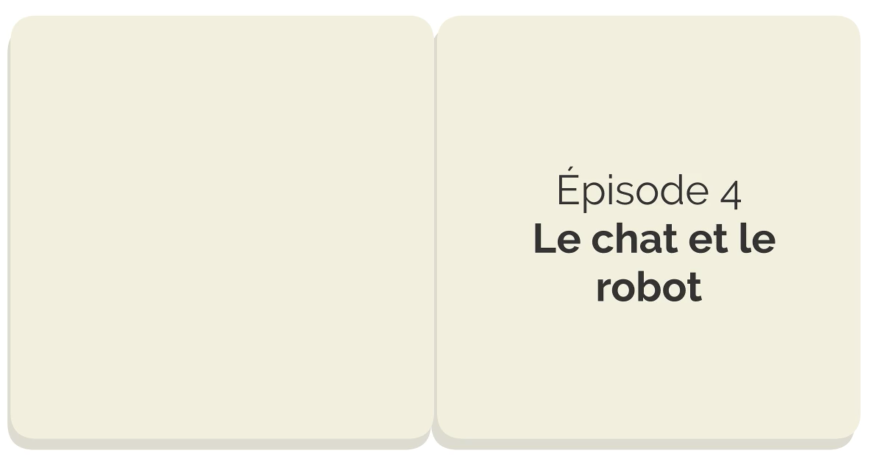 Épisode 4
Le chat et le
robot